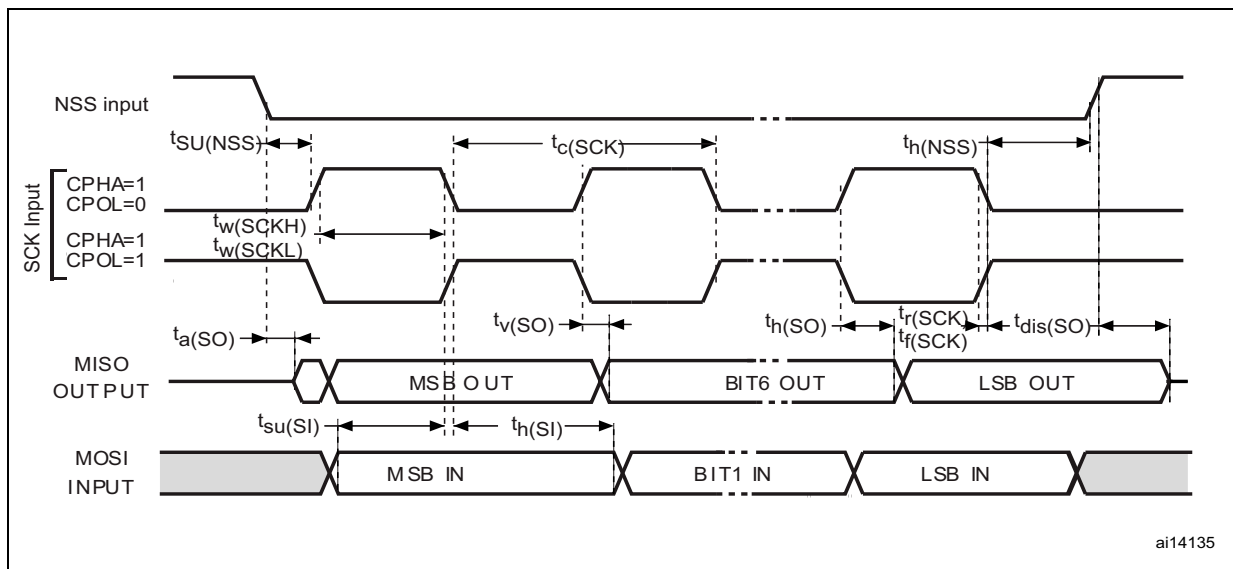 NSS input
tSU(NSS)
tc(SCK)
th(NSS)
SCK Input
CPHA=1
CPOL=0
tw(SCKH)
tw(SCKL)
CPHA=1
CPOL=1
ta(SO)
tv(SO)
th(SO)
tr(SCK)
tf(SCK)
tdis(SO)
MISO
OUTPUT
MSB OUT
BIT6 OUT
LSB OUT
tsu(SI)
th(SI)
MOSI
INPUT
MSB IN
BIT1 IN
LSB IN
ai14135